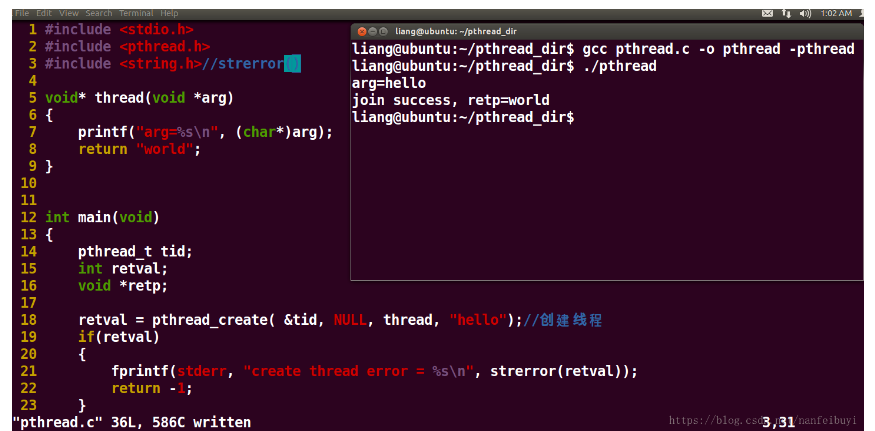 File Edit View Search Terminal Help
1:02 AM
1 #include <stdio.h>
2 #include <pthread.h>
3 #include <string.h>//strerror()
4
5 void* thread(void *arg)
6 {
7 printf("arg=%s\n", (char*)arg);
8 return "world";
9 }
10
11
12 int main(void)
13 {
14 pthread_t tid;
15 int retval;
16 void *retp;
17
18 retval = pthread_create( &tid, NULL, thread, "hello");//创建线程
19 if(retval)
20 {
21 fprintf(stderr, "create thread error = %s\n", strerror(retval));
22 return -1;
23 }
"pthread.c" 36L, 586C written
3,31
liang@ubuntu: ~/pthread_dir
liang@ubuntu:~/pthread_dir$ gcc pthread.c -o pthread -pthread
liang@ubuntu:~/pthread_dir$ ./pthread
arg=hello
join success, retp=world
liang@ubuntu:~/pthread_dir$
https://blog.csdn.net/nanfeibuyi